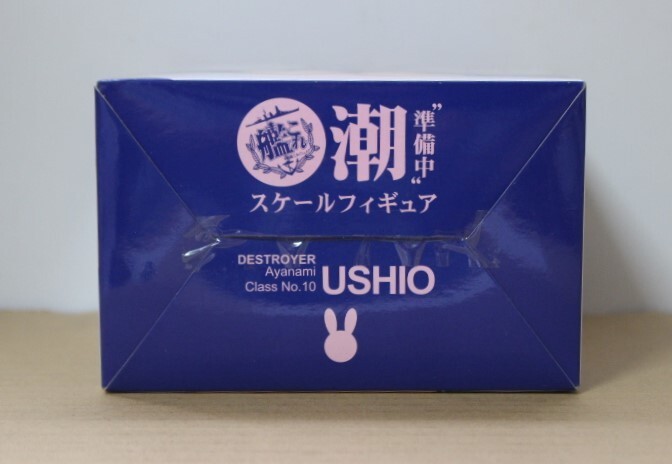 艦これ
潮
"準備中"
スケールフィギュア
DESTROYER
Ayanami
Class No.10
USHIO